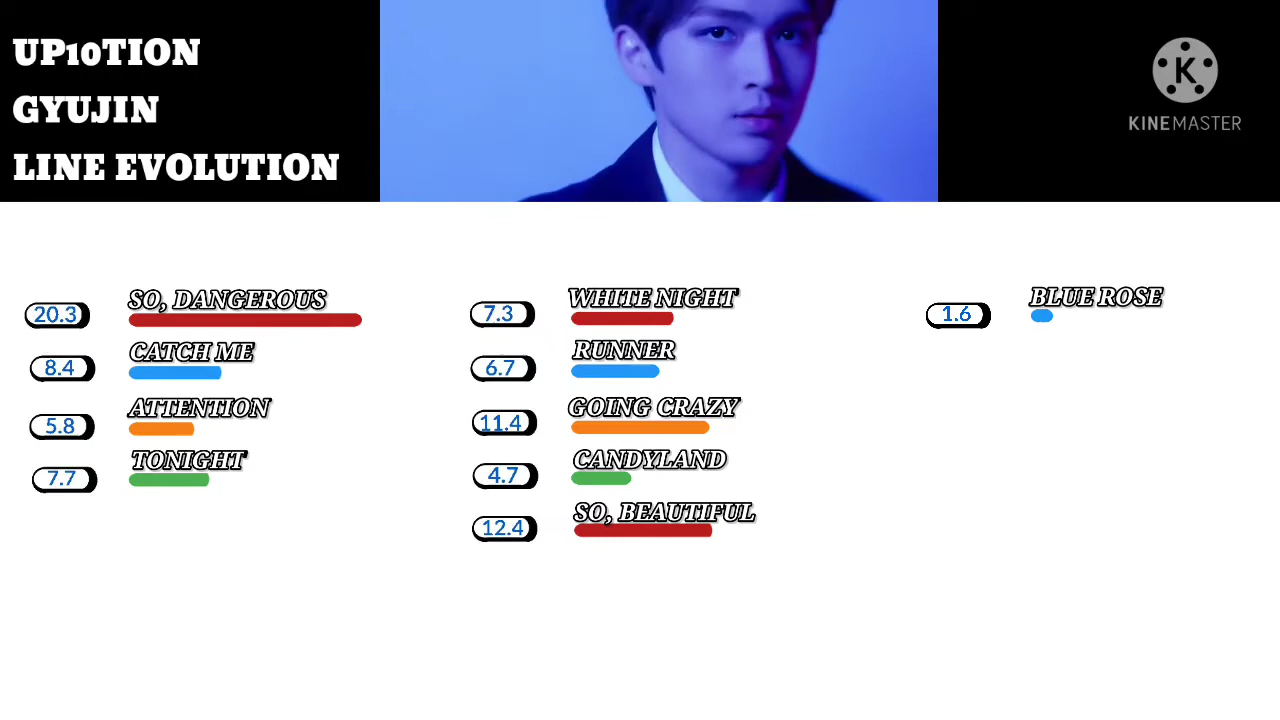 UP10TION
GYUJIN
LINE EVOLUTION
K
KINEMASTER
20.3 SO, DANGEROUS
8.4 CATCH ME
5.8 ATTENTION
7.7 TONIGHT
7.3 WHITE NIGHT
6.7 RUNNER
11.4 GOING CRAZY
4.7 CANDYLAND
12.4 SO, BEAUTIFUL
1.6 BLUE ROSE